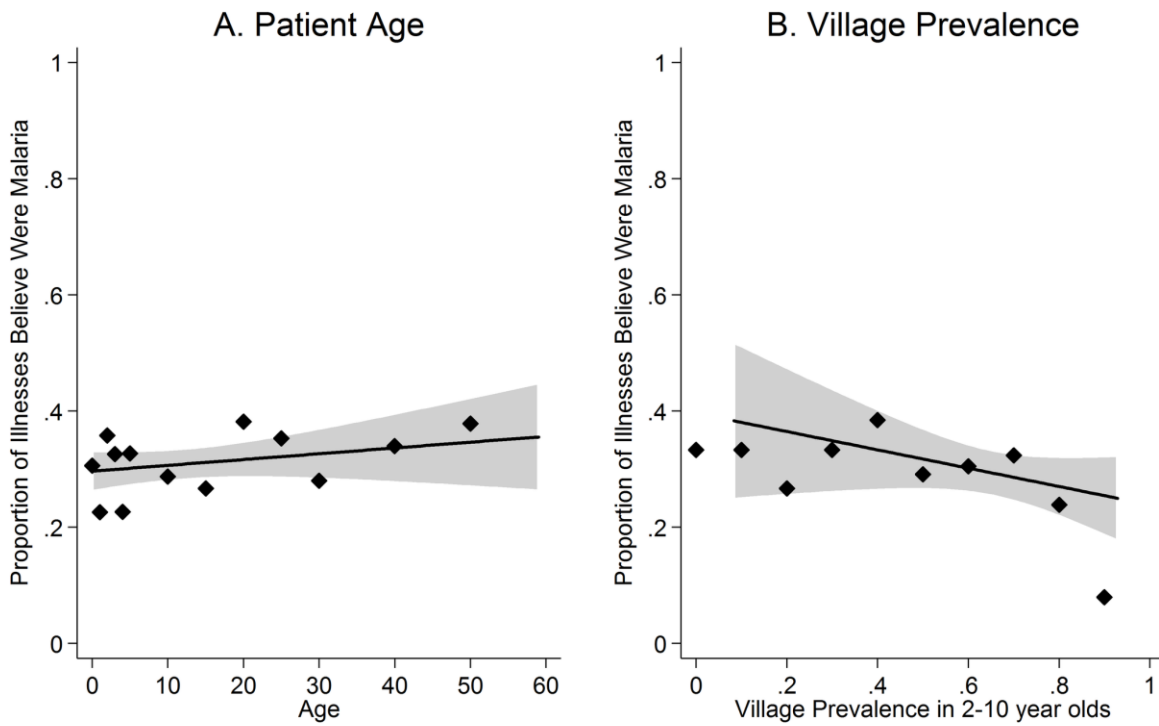 A. Patient Age
Proportion of Illnesses Believe Were Malaria
1
.8
.6
.4
.2
0
0 10 20 30 40 50 60
Age
B. Village Prevalence
Proportion of Illnesses Believe Were Malaria
1
.8
.6
.4
.2
0
0 .2 .4 .6 .8 1
Village Prevalence in 2-10 year olds